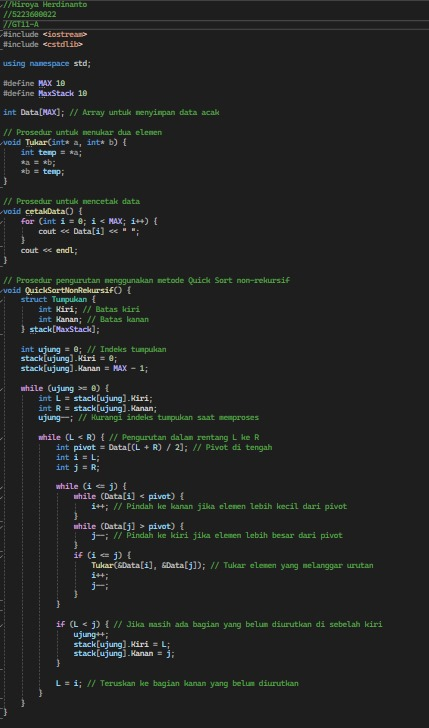 //Hiroya Herdinanto
//5223600022
//GT11-A
#include <iostream>
#include <cstdlib>
using namespace std;
#define MAX 10
#define MaxStack 10
int Data[MAX]; // Array untuk menyimpan data acak
// Prosedur untuk menukar dua elemen
void Tukar(int* a, int* b) {
    int temp = *a;
    *a = *b;
    *b = temp;
}
// Prosedur untuk mencetak data
void cetakData() {
    for (int i = 0; i < MAX; i++) {
        cout << Data[i] << " ";
    }
    cout << endl;
}
// Prosedur pengurutan menggunakan metode Quick Sort non-rekursif
void QuickSortNonRekursif() {
    struct Tumpukan {
        int Kiri; // Batas kiri
        int Kanan; // Batas kanan
    } stack[MaxStack];
    int ujung = 0; // Indeks tumpukan
    stack[ujung].Kiri = 0;
    stack[ujung].Kanan = MAX - 1;
    while (ujung >= 0) {
        int L = stack[ujung].Kiri;
        int R = stack[ujung].Kanan;
        ujung--; // Kurangi indeks tumpukan saat memproses
        while (L < R) { // Pengurutan dalam rentang L ke R
            int pivot = Data[(L + R) / 2]; // Pivot di tengah
            int i = L;
            int j = R;
            while (i <= j) {
                while (Data[i] < pivot) {
                    i++; // Pindah ke kanan jika elemen lebih kecil dari pivot
                }
                while (Data[j] > pivot) {
                    j--; // Pindah ke kiri jika elemen lebih besar dari pivot
                }
                if (i <= j) {
                    Tukar(&Data[i], &Data[j]); // Tukar elemen yang melanggar urutan
                    i++;
                    j--;
                }
            }
            if (L < j) { // Jika masih ada bagian yang belum diurutkan di sebelah kiri
                ujung++;
                stack[ujung].Kiri = L;
                stack[ujung].Kanan = j;
            }
            L = i; // Teruskan ke bagian kanan yang belum diurutkan
        }
    }
}